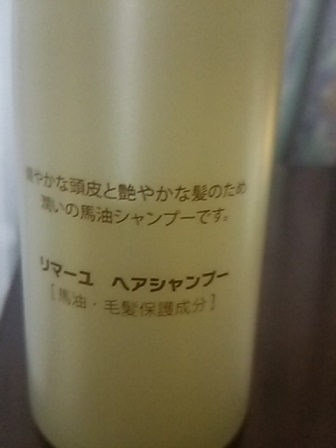 健やかな頭皮と艶やかな髪のため
潤いの馬油シャンプーです。
リマーユ ヘアシャンプー
[馬油・毛髪保護成分]